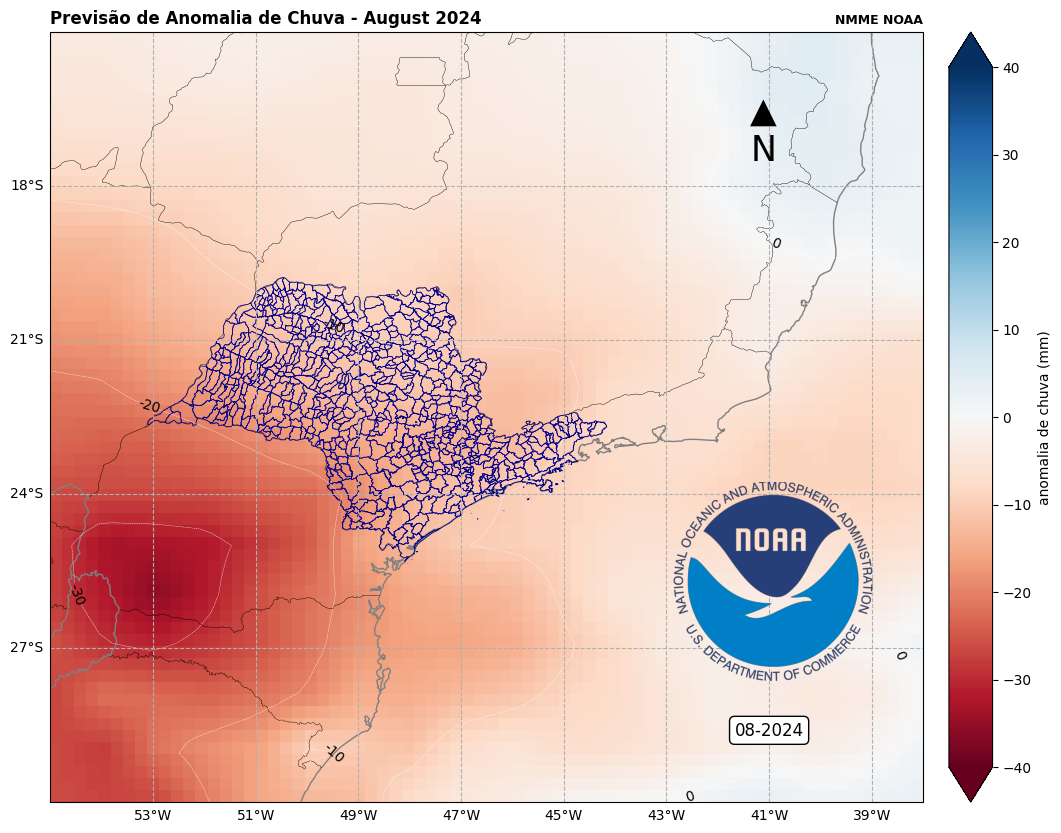 Previsão de Anomalia de Chuva - August 2024
NMME NOAA
N
18°S
21°S
24°S
27°S
0
-20
-30
-10
0
0
NATIONAL OCEANIC AND ATMOSPHERIC ADMINISTRATION
NOAA
U.S. DEPARTMENT OF COMMERCE
08-2024
53°W 51°W 49°W 47°W 45°W 43°W 41°W 39°W
40
30
20
10
0
−10
−20
−30
−40
anomalia de chuva (mm)